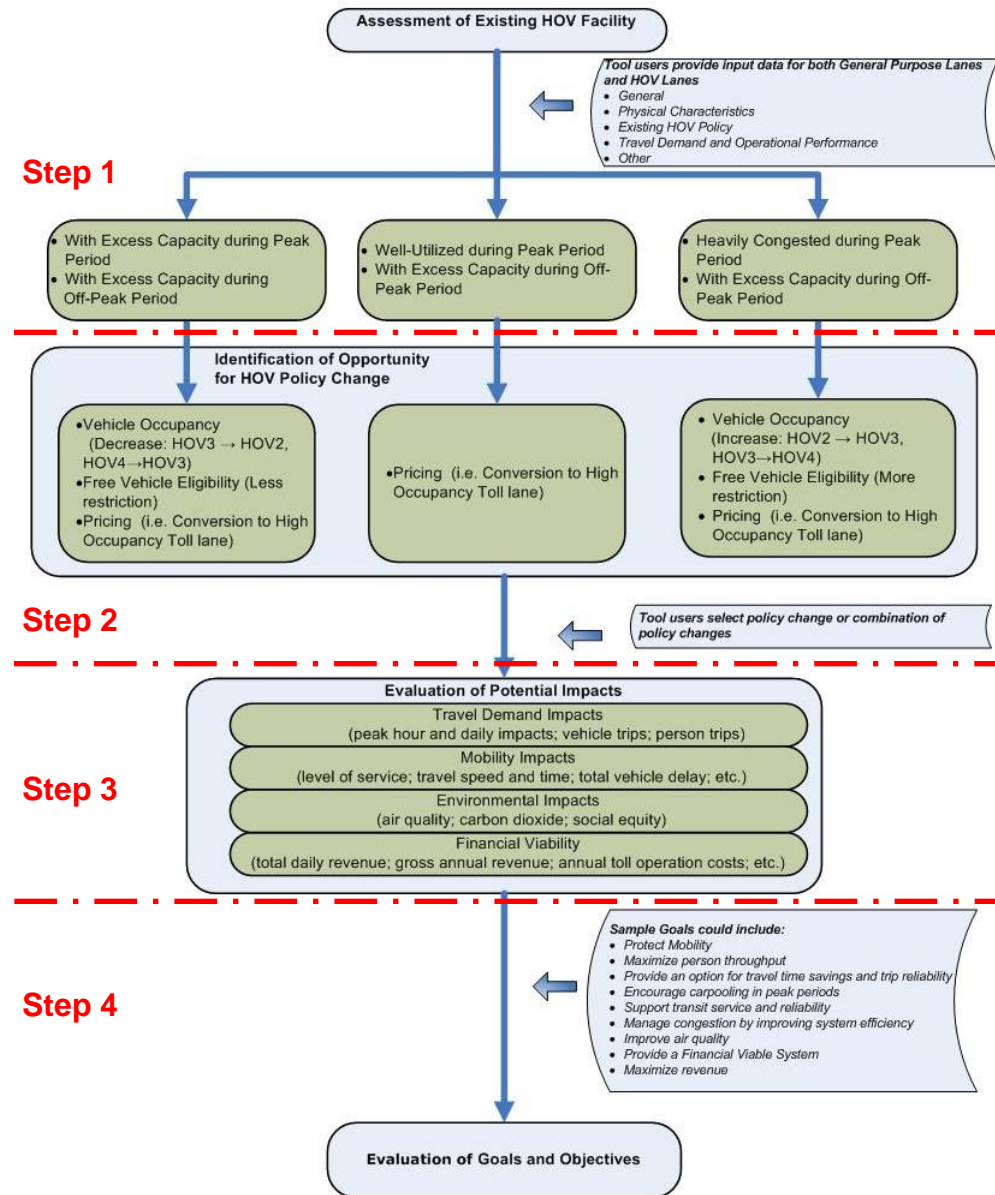 Assessment of Existing HOV Facility
Tool users provide input data for both General Purpose Lanes
and HOV Lanes
• General
• Physical Characteristics
• Existing HOV Policy
• Travel Demand and Operational Performance
• Other
Step 1
• With Excess Capacity during Peak
Period
• With Excess Capacity during
Off-Peak Period
• Well-Utilized during Peak Period
• With Excess Capacity during Off-
Peak Period
• Heavily Congested during Peak
Period
• With Excess Capacity during Off-
Peak Period
Identification of Opportunity
for HOV Policy Change
•Vehicle Occupancy
(Decrease: HOV3 → HOV2,
HOV4→HOV3)
•Free Vehicle Eligibility (Less
restriction)
•Pricing (i.e. Conversion to High
Occupancy Toll lane)
•Pricing (i.e. Conversion to High
Occupancy Toll lane)
• Vehicle Occupancy
(Increase: HOV2 → HOV3,
HOV3→HOV4)
• Free Vehicle Eligibility (More
restriction)
• Pricing (i.e. Conversion to High
Occupancy Toll lane)
Step 2
Tool users select policy change or combination of
policy changes
Evaluation of Potential Impacts
Travel Demand Impacts
(peak hour and daily impacts; vehicle trips; person trips)
Mobility Impacts
(level of service; travel speed and time; total vehicle delay; etc.)
Step 3
Environmental Impacts
(air quality; carbon dioxide; social equity)
Financial Viability
(total daily revenue; gross annual revenue; annual toll operation costs; etc.)
Sample Goals could include:
• Protect Mobility
• Maximize person throughput
• Provide an option for travel time savings and trip reliability
• Encourage carpooling in peak periods
• Support transit service and reliability
• Manage congestion by improving system efficiency
• Improve air quality
• Provide a Financial Viable System
• Maximize revenue
Step 4
Evaluation of Goals and Objectives